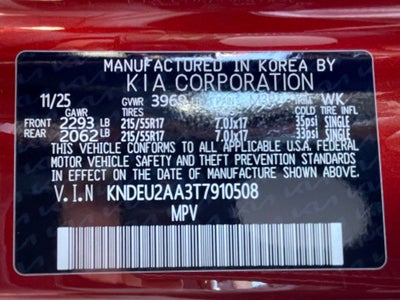 MANUFACTURED IN KOREA BY
KIA CORPORATION
11/25 GVWR 3968 WK
GAWR TIRES RIMS COLD TIRE INFL
FRONT 2293 LB 215/55R17 7.0JX17 35psi SINGLE
REAR 2062 LB 215/55R17 7.0JX17 33psi SINGLE
THIS VEHICLE CONFORMS TO ALL APPLICABLE U.S.A. FEDERAL
MOTOR VEHICLE SAFETY, BUMPER, AND
AND THEFT PREVENTION STANDARDS IN EFFECT
ON THE DATE OF MANUFACTURE SHOWN ABOVE.
V.I.N KNDEU2AA3T7910508
MPV